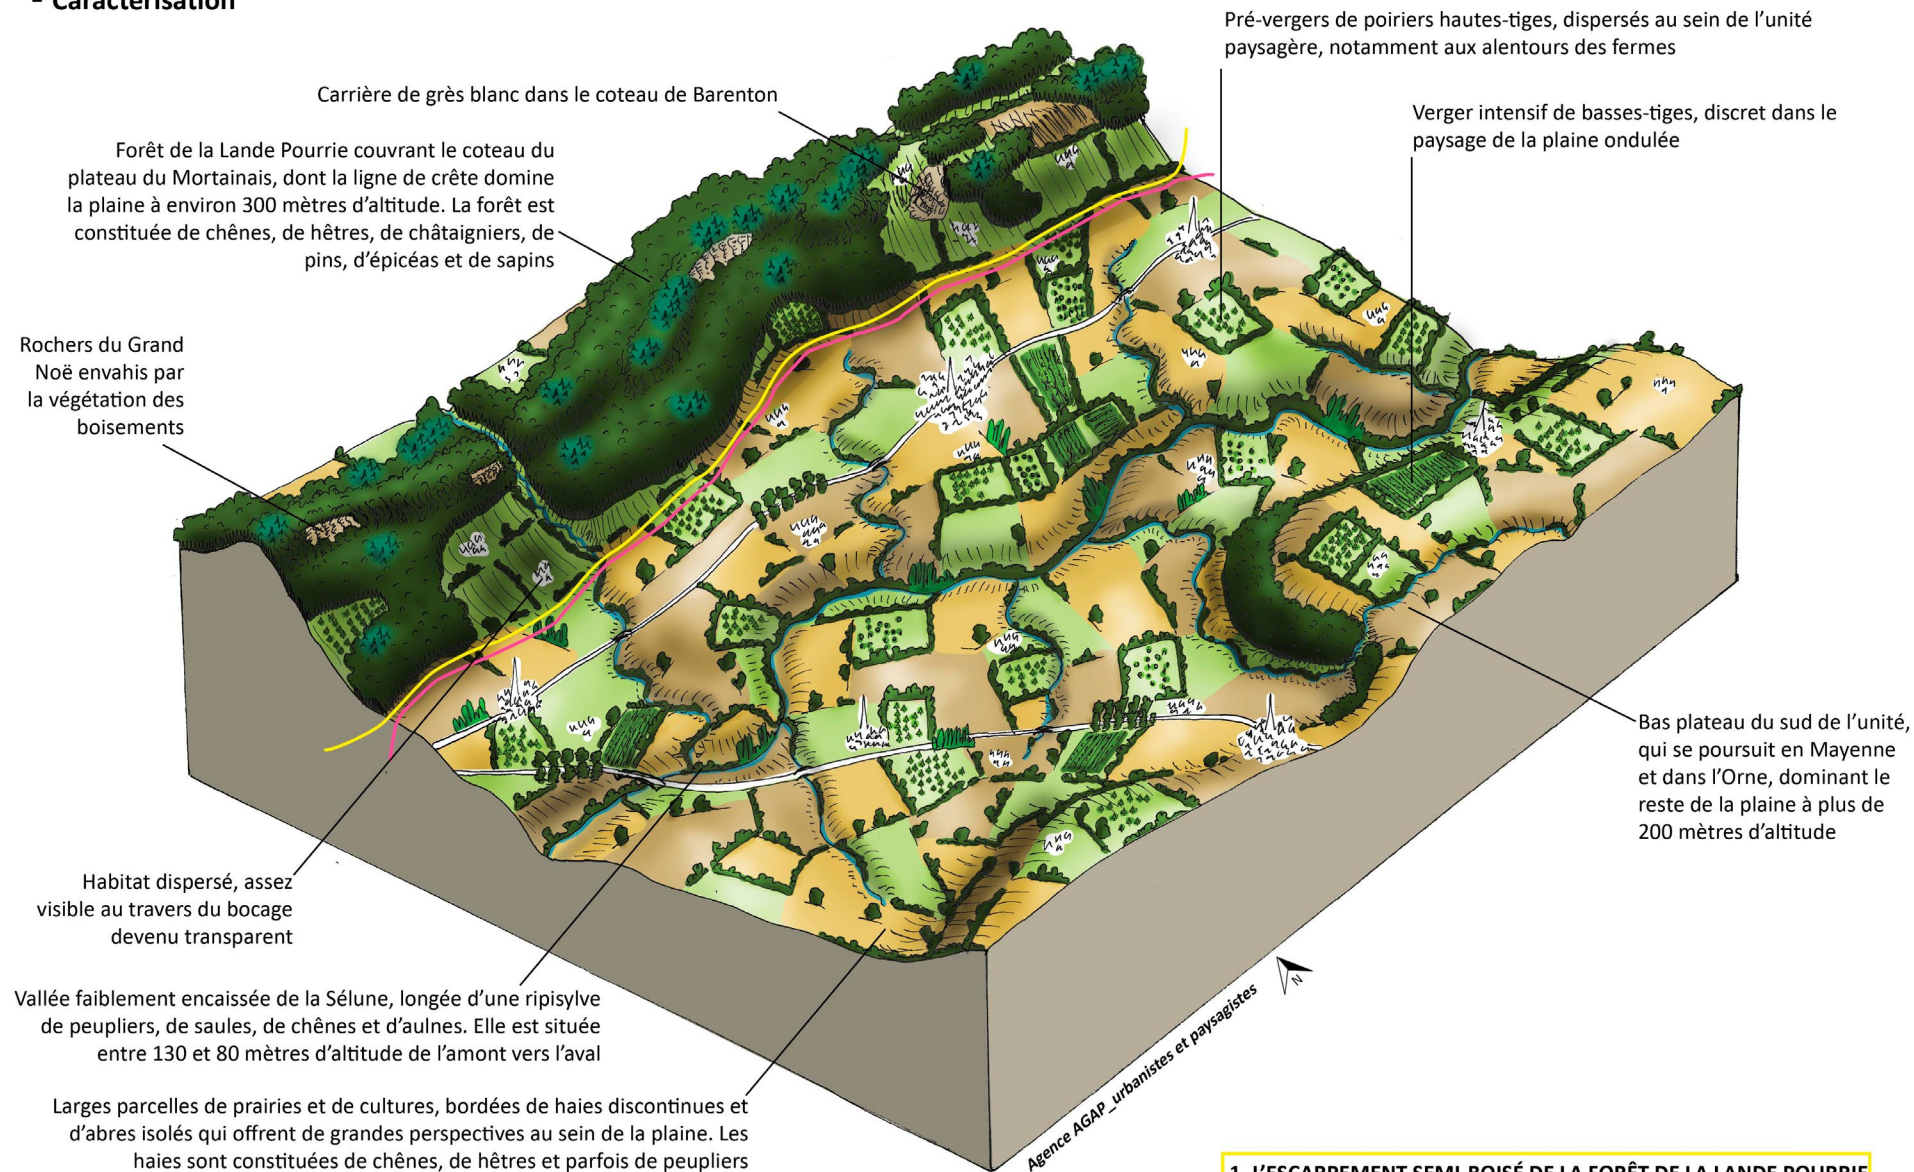 - Caractérisation
Pré-vergers de poiriers hautes-tiges, dispersés au sein de l'unité
paysagère, notamment aux alentours des fermes
Carrière de grès blanc dans le coteau de Barenton
Verger intensif de basses-tiges, discret dans le
paysage de la plaine ondulée
Forêt de la Lande Pourrie couvrant le coteau du
plateau du Mortainais, dont la ligne de crête domine
la plaine à environ 300 mètres d'altitude. La forêt est
constituée de chênes, de hêtres, de châtaigniers, de
pins, d'épicéas et de sapins
Rochers du Grand
Noë envahis par
la végétation des
boisements
Bas plateau du sud de l'unité,
qui se poursuit en Mayenne
et dans l'Orne, dominant le
reste de la plaine à plus de
200 mètres d'altitude
Habitat dispersé, assez
visible au travers du bocage
devenu transparent
Vallée faiblement encaissée de la Sélune, longée d'une ripisylve
de peupliers, de saules, de chênes et d'aulnes. Elle est située
entre 130 et 80 mètres d'altitude de l'amont vers l'aval
N
Agence AGAP_urbanistes et paysagistes
Larges parcelles de prairies et de cultures, bordées de haies discontinues et
d'abres isolés qui offrent de grandes perspectives au sein de la plaine. Les
haies sont constituées de chênes, de hêtres et parfois de peupliers
1. L'ESCARPEMENT SEMI-BOISÉ DE LA FORÊT DE LA LANDE POURRIE